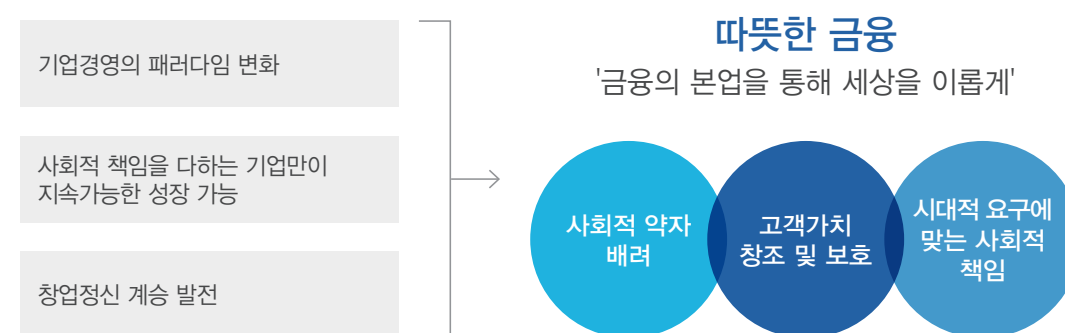 기업경영의 패러다임 변화
사회적 책임을 다하는 기업만이
지속가능한 성장 가능
창업정신 계승 발전
따뜻한 금융
'금융의 본업을 통해 세상을 이롭게'
사회적 약자
배려
고객가치
창조 및 보호
시대적 요구에
맞는 사회적
책임